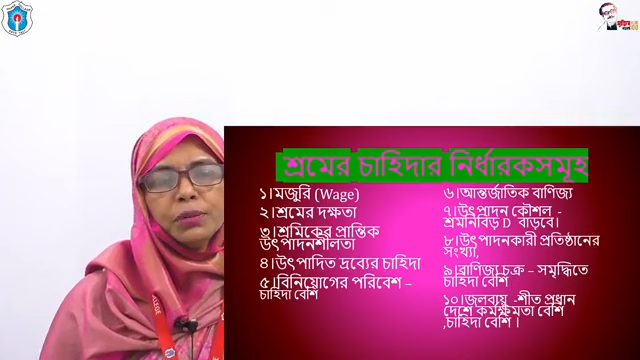 শ্রমের চাহিদার নির্ধারকসমূহ
১।মজুরি (Wage)
২।শ্রমের দক্ষতা
৩।শ্রমিকের প্রান্তিক
উৎপাদনশীলতা
৪।উৎপাদিত দ্রব্যের চাহিদা
৫।বিনিয়োগের পরিবেশ –
চাহিদা বেশি
৬।আন্তর্জাতিক বাণিজ্য
৭।উৎপাদন কৌশল -
শ্রমনিবিড় D বাড়বে।
৮।উৎপাদনকারী প্রতিষ্ঠানের
সংখ্যা,
৯।বাণিজ্য চক্র – সমৃদ্ধিতে
চাহিদা বেশি
১০।জলবায়ু -শীত প্রধান
দেশে কর্মক্ষমতা বেশি
,চাহিদা বেশি ।